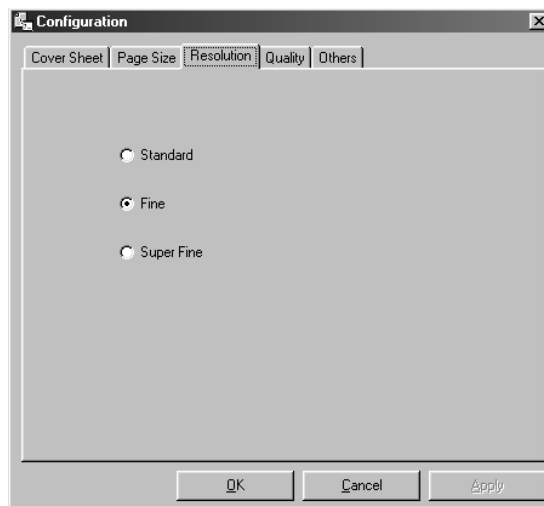 Configuration
Cover Sheet Page Size Resolution Quality Others
Standard
Fine
Super Fine
OK Cancel Apply